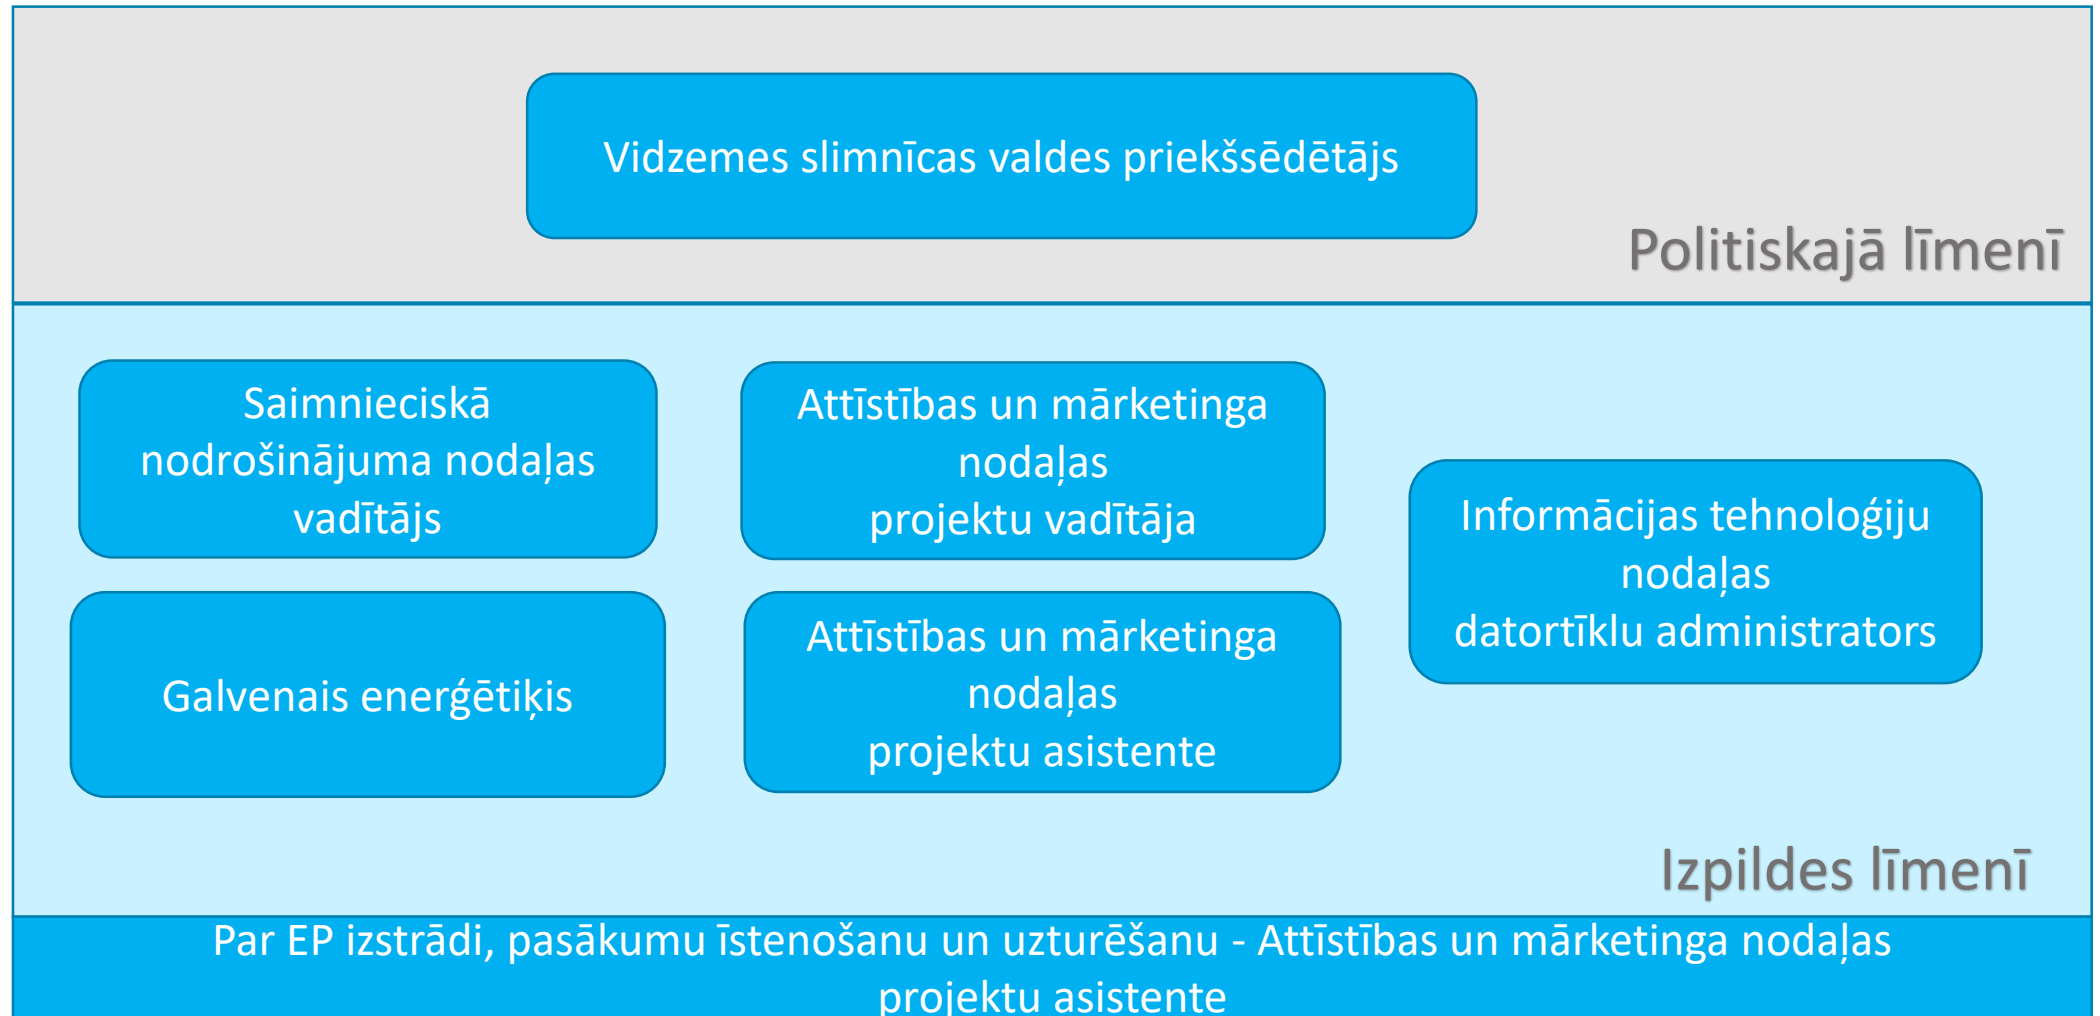 Vidzemes slimnīcas valdes priekšsēdētājs
Politiskajā līmenī
Saimnieciskā
nodrošinājuma nodaļas
vadītājs
Attīstības un mārketinga
nodaļas
projektu vadītāja
Informācijas tehnoloģiju
nodaļas
datortīklu administrators
Galvenais enerģētiķis
Attīstības un mārketinga
nodaļas
projektu asistente
Izpildes līmenī
Par EP izstrādi, pasākumu īstenošanu un uzturēšanu - Attīstības un mārketinga nodaļas
projektu asistente